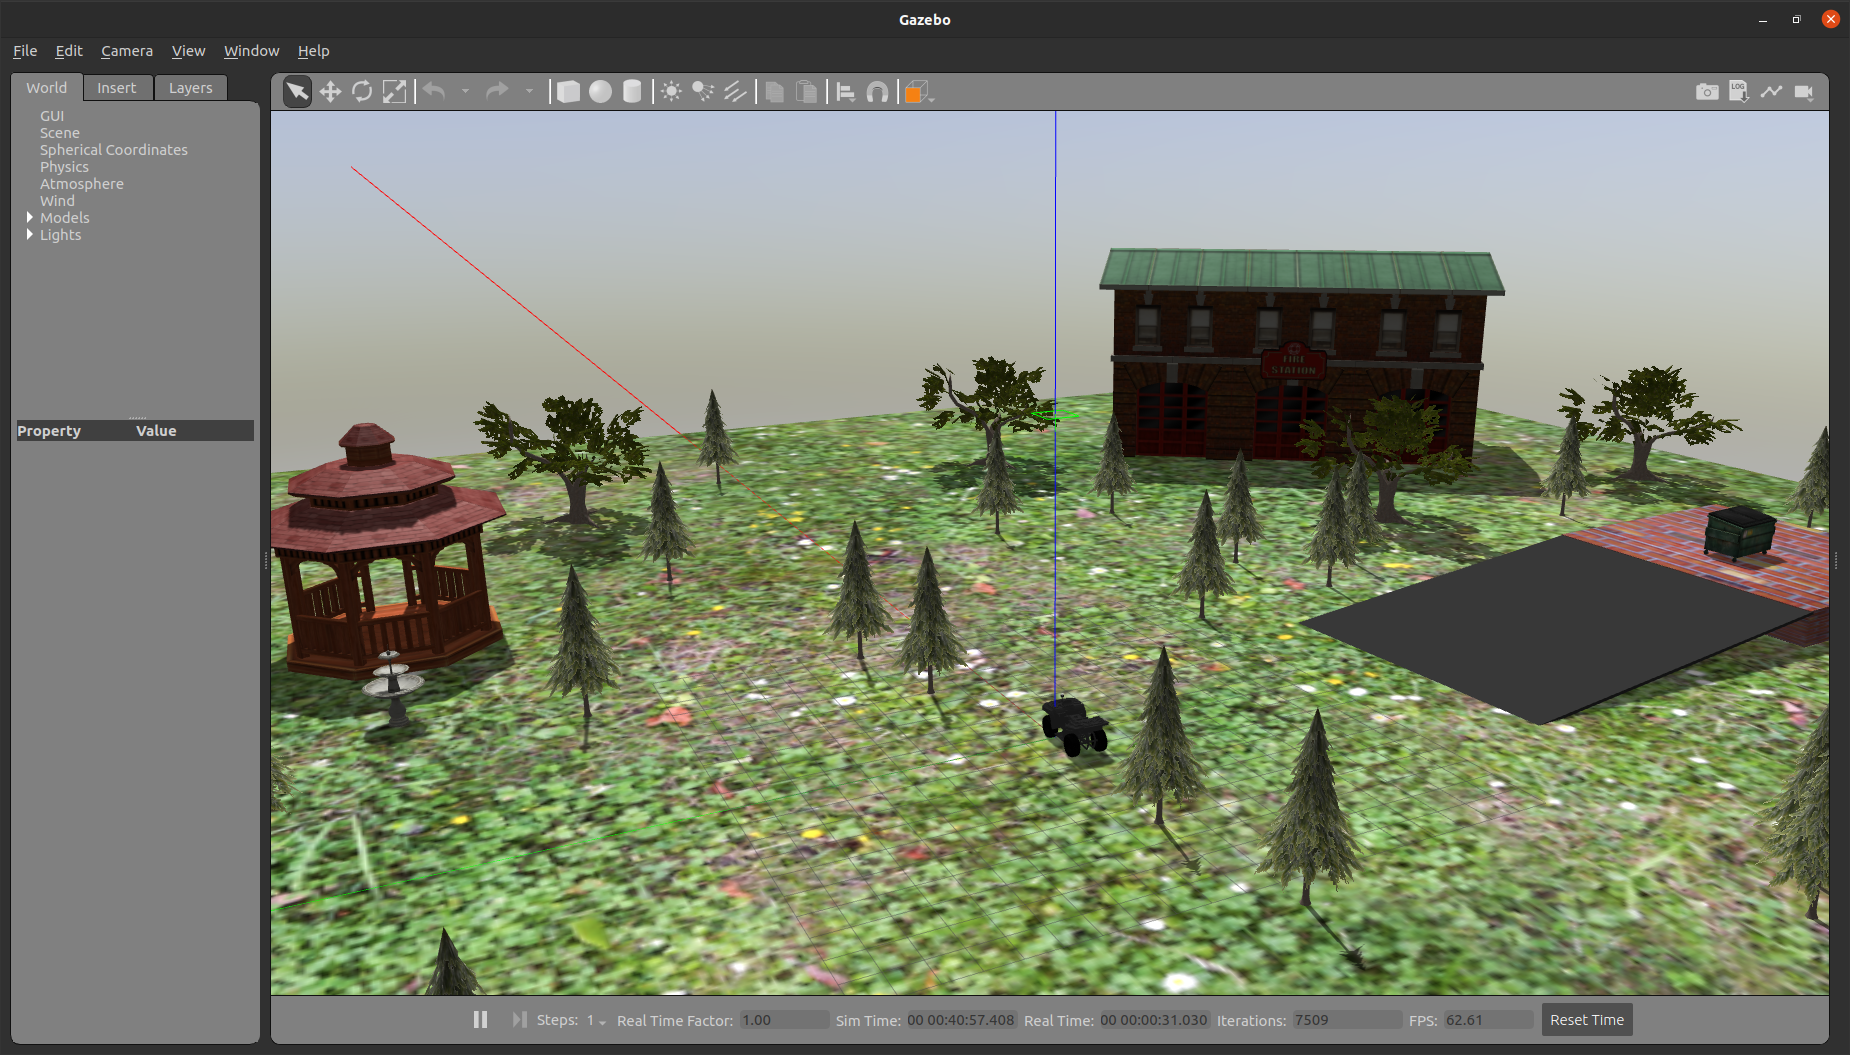 Gazebo
File Edit Camera View Window Help
World Insert Layers
GUI
Scene
Spherical Coordinates
Physics
Atmosphere
Wind
Models
Lights
Property Value
LOG
FIRE
STATION
Steps: 1 Real Time Factor: 1.00 Sim Time: 00 00:40:57.408 Real Time: 00 00:00:31.030 Iterations: 7509 FPS: 62.61 Reset Time